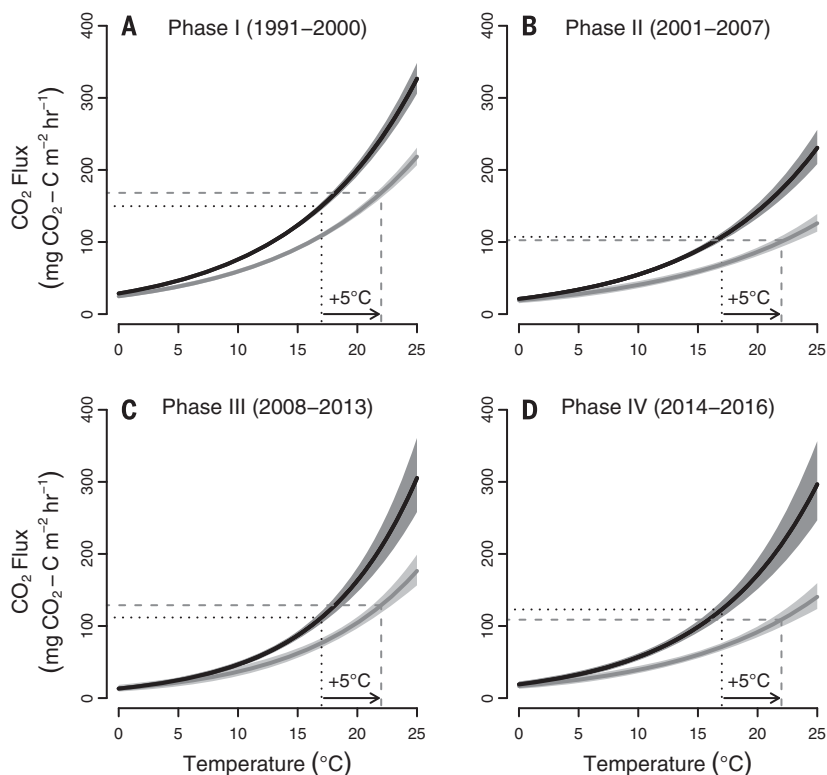 A Phase I (1991–2000)
CO₂ Flux
(mg CO₂ – C m⁻² hr⁻¹)
400
300
200
100
0
+5°C
0 5 10 15 20 25
B Phase II (2001–2007)
400
300
200
100
0
+5°C
0 5 10 15 20 25
C Phase III (2008–2013)
CO₂ Flux
(mg CO₂ – C m⁻² hr⁻¹)
400
300
200
100
0
+5°C
0 5 10 15 20 25
Temperature (°C)
D Phase IV (2014–2016)
400
300
200
100
0
+5°C
0 5 10 15 20 25
Temperature (°C)